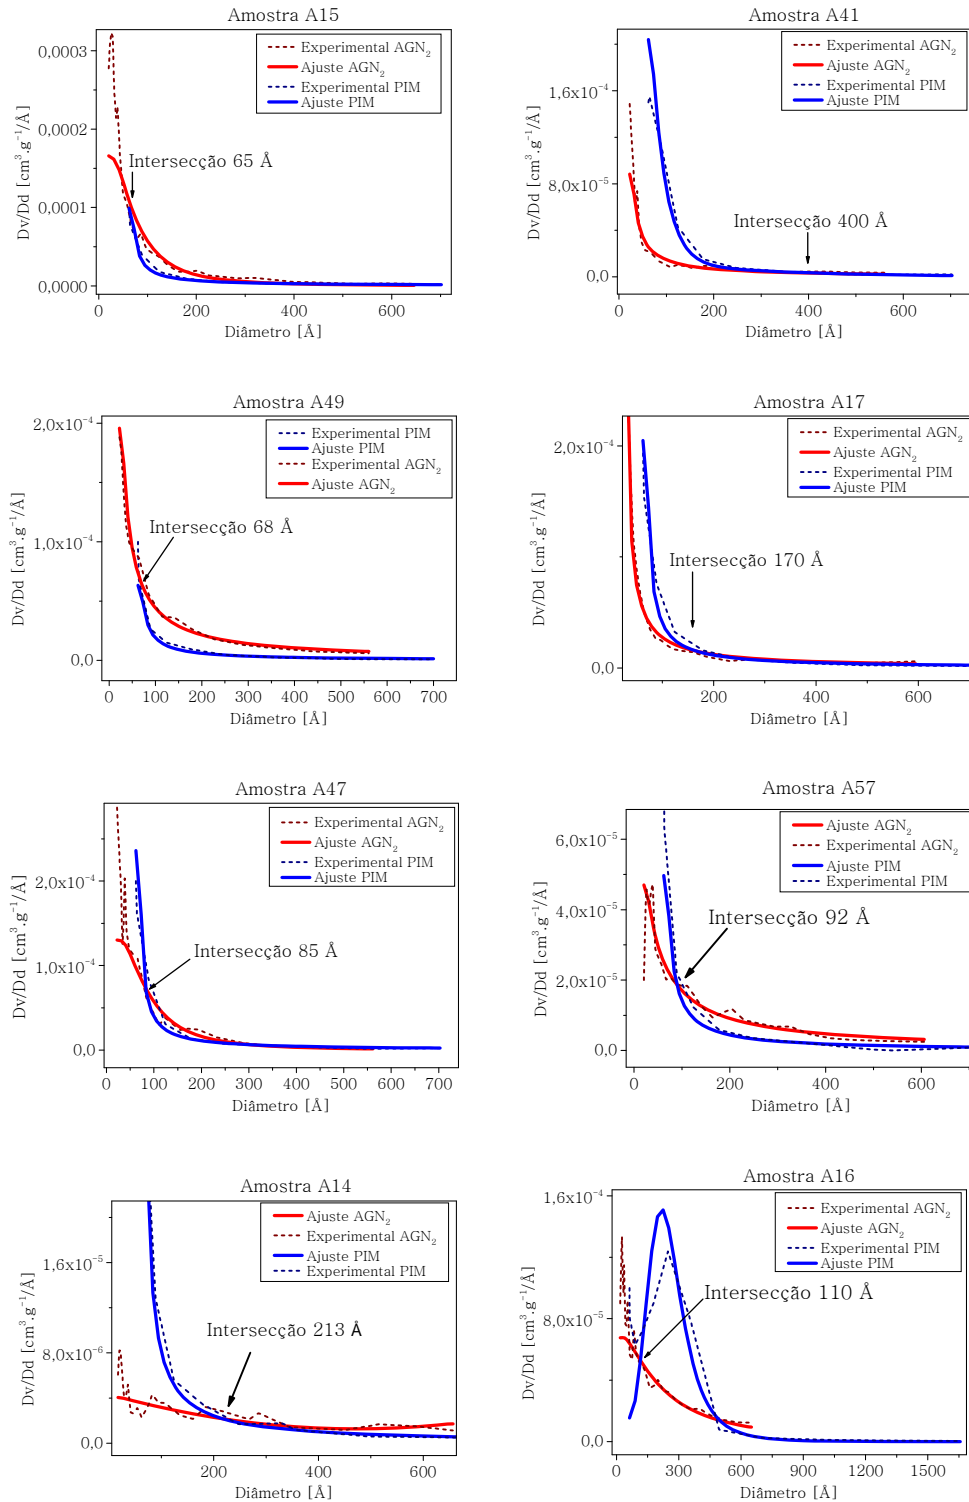 Amostra A15
Dv/Dd [cm³.g⁻¹/Å]
0,0003
0,0002
0,0001
0,0000
Experimental AGN₂
Ajuste AGN₂
Experimental PIM
Ajuste PIM
Intersecção 65 Å
0 200 400 600
Diâmetro [Å]
Amostra A41
Dv/Dd [cm³.g⁻¹/Å]
1,6x10⁻⁴
8,0x10⁻⁵
0,0
Experimental AGN₂
Ajuste AGN₂
Experimental PIM
Ajuste PIM
Intersecção 400 Å
0 200 400 600
Diâmetro [Å]
Amostra A49
Dv/Dd [cm³.g⁻¹/Å]
2,0x10⁻⁴
1,0x10⁻⁴
0,0
Experimental PIM
Ajuste PIM
Experimental AGN₂
Ajuste AGN₂
Intersecção 68 Å
0 100 200 300 400 500 600 700
Diâmetro [Å]
Amostra A17
Dv/Dd [cm³.g⁻¹/Å]
2,0x10⁻⁴
0,0
Experimental AGN₂
Ajuste AGN₂
Experimental PIM
Ajuste PIM
Intersecção 170 Å
200 400 600
Diâmetro [Å]
Amostra A47
Dv/Dd [cm³.g⁻¹/Å]
2,0x10⁻⁴
1,0x10⁻⁴
0,0
Experimental AGN₂
Ajuste AGN₂
Experimental PIM
Ajuste PIM
Intersecção 85 Å
0 100 200 300 400 500 600 700
Diâmetro [Å]
Amostra A57
Dv/Dd [cm³.g⁻¹/Å]
6,0x10⁻⁵
4,0x10⁻⁵
2,0x10⁻⁵
0,0
Ajuste AGN₂
Experimental AGN₂
Ajuste PIM
Experimental PIM
Intersecção 92 Å
0 200 400 600
Diâmetro [Å]
Amostra A14
Dv/Dd [cm³.g⁻¹/Å]
1,6x10⁻⁵
8,0x10⁻⁶
0,0
Ajuste AGN₂
Experimental AGN₂
Ajuste PIM
Experimental PIM
Intersecção 213 Å
200 400 600
Diâmetro [Å]
Amostra A16
Dv/Dd [cm³.g⁻¹/Å]
1,6x10⁻⁴
8,0x10⁻⁵
0,0
Experimental AGN₂
Ajuste AGN₂
Experimental PIM
Ajuste PIM
Intersecção 110 Å
0 300 600 900 1200 1500
Diâmetro [Å]